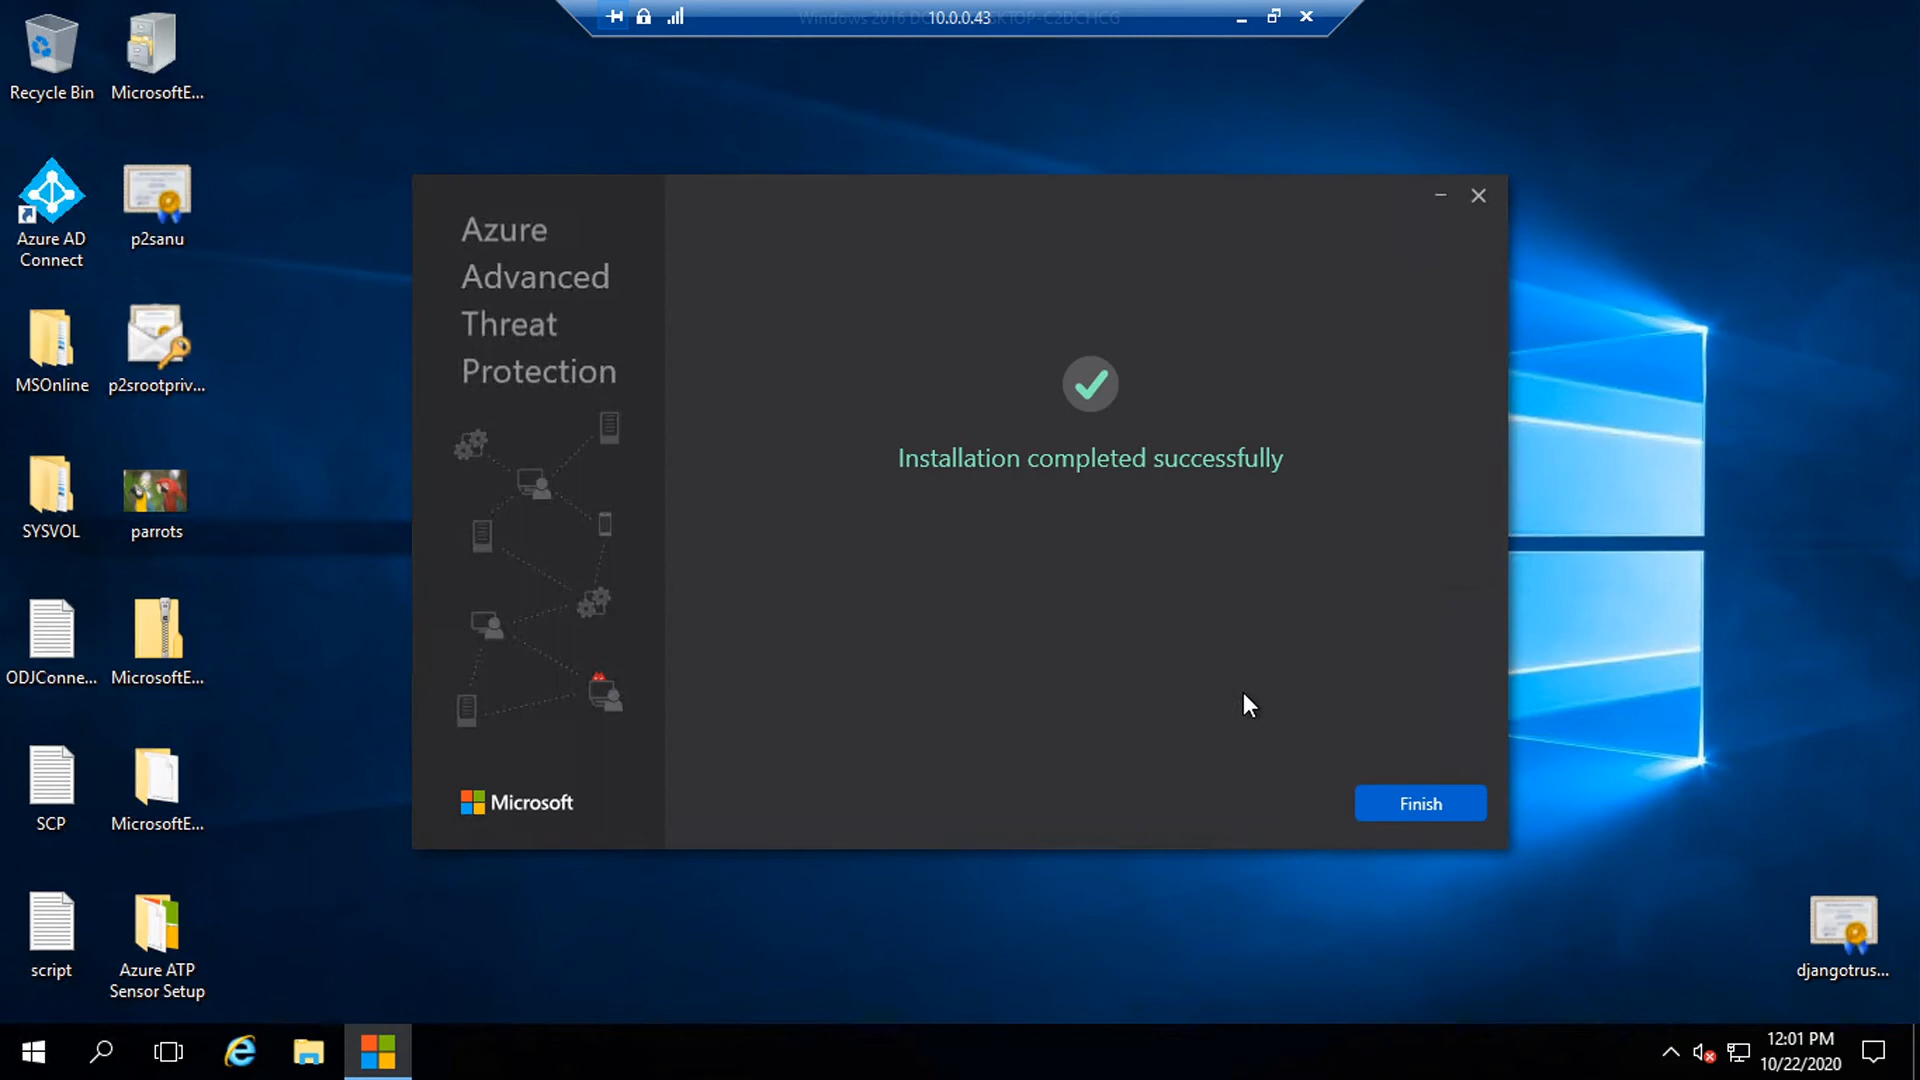 10.0.0.43
Recycle Bin
MicrosoftE...
Azure AD
Connect
p2sanu
MSOnline
p2srootpriv...
SYSVOL
parrots
ODJConne...
MicrosoftE...
SCP
MicrosoftE...
script
Azure ATP
Sensor Setup
Azure
Advanced
Threat
Protection
Microsoft
Installation completed successfully
Finish
djangotrus...
12:01 PM
10/22/2020